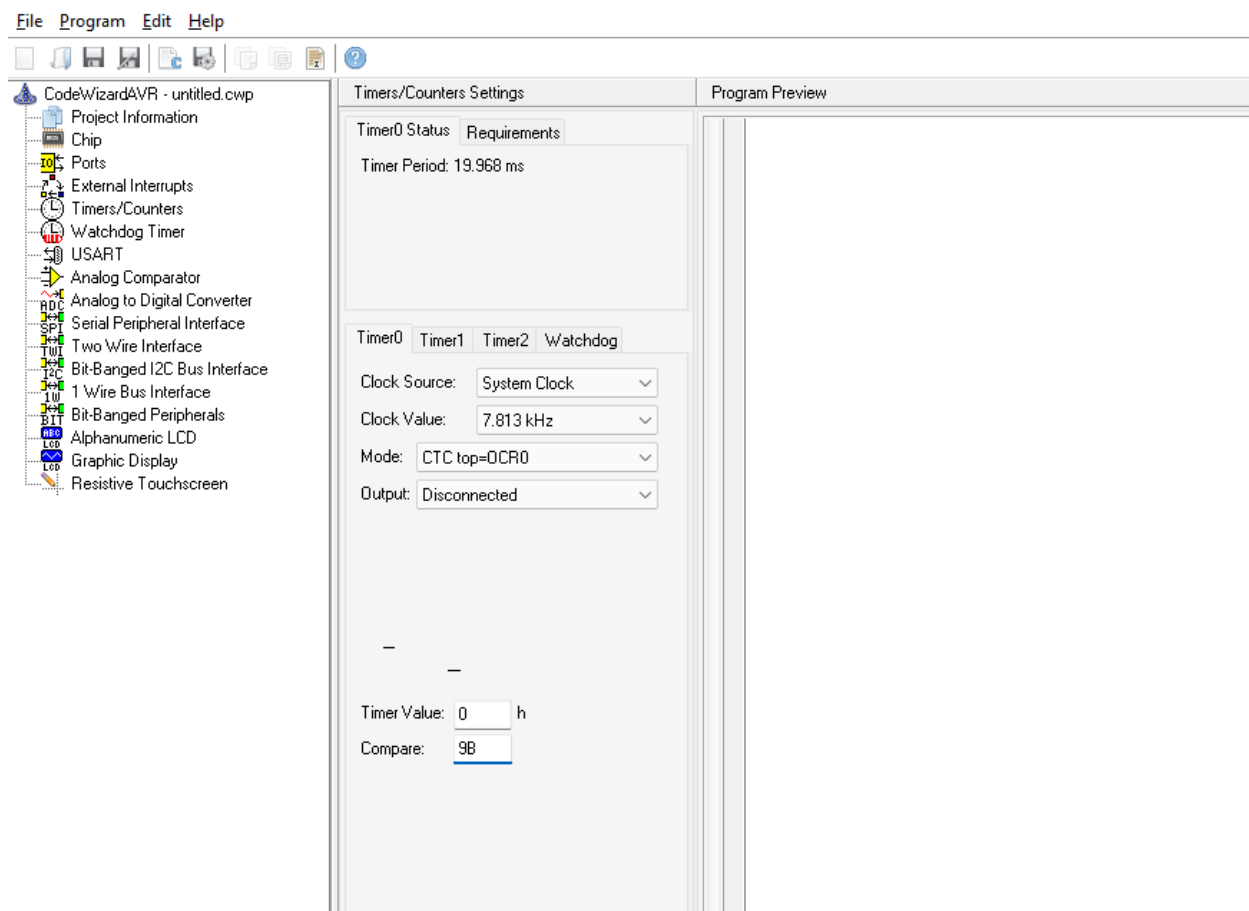 File Program Edit Help
CodeWizardAVR - untitled.cwp
Project Information
Chip
Ports
External Interrupts
Timers/Counters
Watchdog Timer
USART
Analog Comparator
Analog to Digital Converter
Serial Peripheral Interface
Two Wire Interface
Bit-Banged I2C Bus Interface
1 Wire Bus Interface
Bit-Banged Peripherals
Alphanumeric LCD
Graphic Display
Resistive Touchscreen
Timers/Counters Settings
Timer0 Status Requirements
Timer Period: 19.968 ms
Timer0 Timer1 Timer2 Watchdog
Clock Source: System Clock
Clock Value: 7.813 kHz
Mode: CTC top=OCR0
Output: Disconnected
Timer Value: 0 h
Compare: 9B
Program Preview